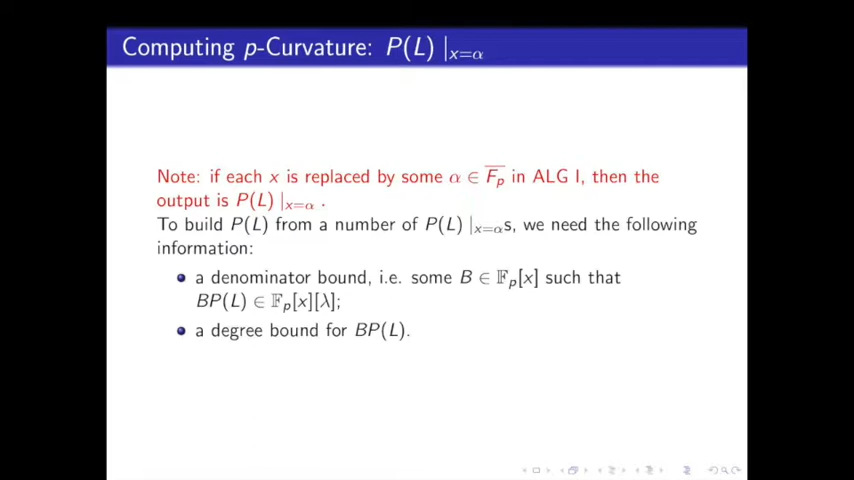 Computing p-Curvature: P(L) |ₓ₌α
Note: if each x is replaced by some α ∈ F̅ₚ in ALG I, then the
output is P(L) |ₓ₌α .
To build P(L) from a number of P(L) |ₓ₌αs, we need the following
information:
a denominator bound, i.e. some B ∈ 𝔽ₚ[x] such that
BP(L) ∈ 𝔽ₚ[x][λ];
a degree bound for BP(L).